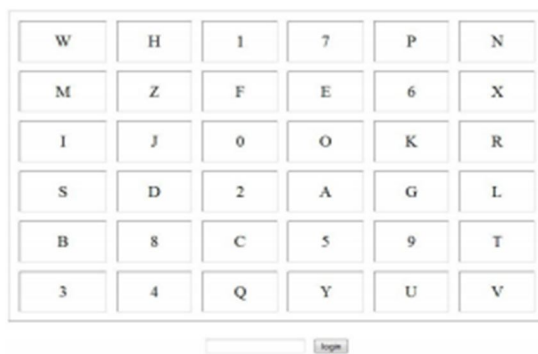 W H 1 7 P N
M Z F E 6 X
I J 0 O K R
S D 2 A G L
B 8 C 5 9 T
3 4 Q Y U V
login